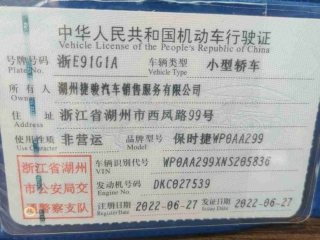 中华人民共和国机动车行驶证
Vehicle License of the People's Republic of China
号牌号码 浙E91G1A 车辆类型 小型轿车
Plate No. Vehicle Type
所有人 湖州捷骏汽车销售服务有限公司
Owner
住址 浙江省湖州市西凤路99号
Address
使用性质 非营运 品牌型号 保时捷WP0AA299
Use Character Model
浙江省湖州市公安局交通警察支队
车辆识别代号 WP0AA299XNS205836
VIN
发动机号码 DKC027539
Engine No.
注册日期 2022-06-27 发证日期 2022-06-27
Register Date Issue Date